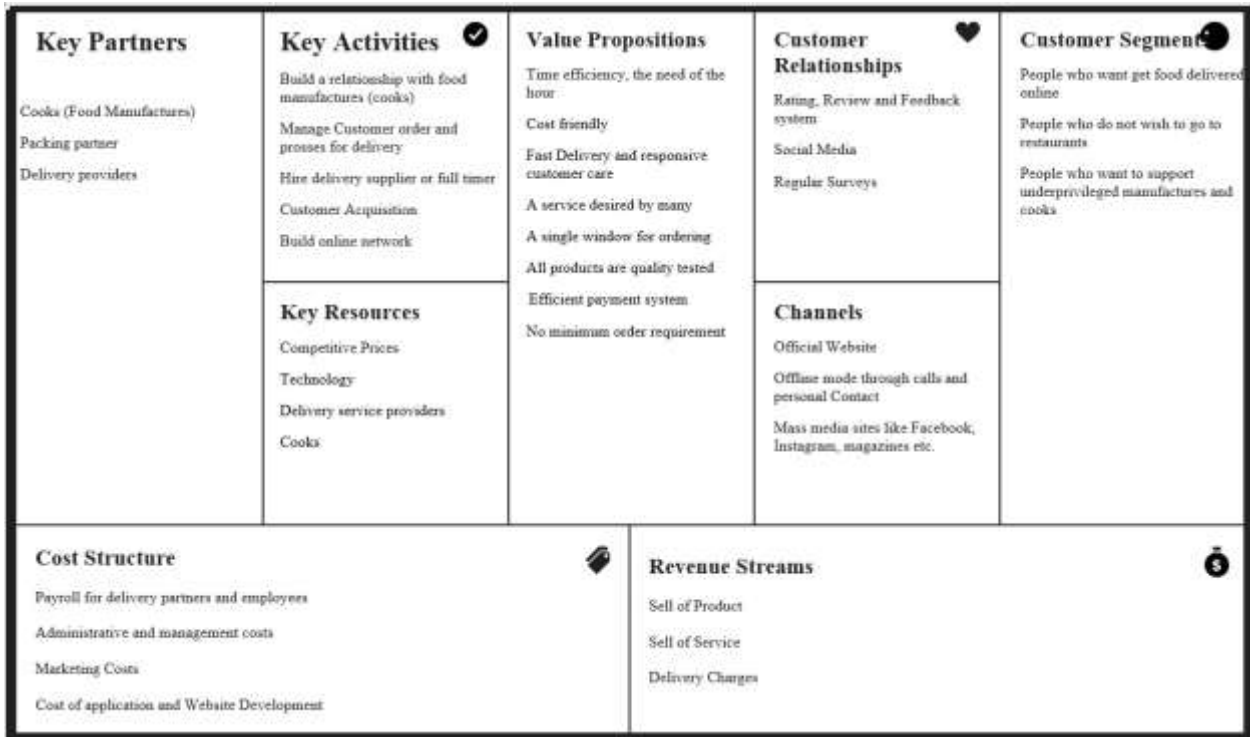 Key Partners
Cooks (Food Manufactures)
Packing partner
Delivery providers
Key Activities
Build a relationship with food
manufactures (cooks)
Manage Customer order and
prosses for delivery
Hire delivery supplier or full timer
Customer Acquisition
Build online network
Key Resources
Competitive Prices
Technology
Delivery service providers
Cooks
Value Propositions
Time efficiency, the need of the
hour
Cost friendly
Fast Delivery and responsive
customer care
A service desired by many
A single window for ordering
All products are quality tested
Efficient payment system
No minimum order requirement
Customer
Relationships
Rating, Review and Feedback
system
Social Media
Regular Surveys
Channels
Official Website
Offline mode through calls and
personal Contact
Mass media sites like Facebook,
Instagram, magazines etc.
Customer Segments
People who want get food delivered
online
People who do not wish to go to
restaurants
People who want to support
underprivileged manufactures and
cooks
Cost Structure
Payroll for delivery partners and employees
Administrative and management costs
Marketing Costs
Cost of application and Website Development
Revenue Streams
$
Sell of Product
Sell of Service
Delivery Charges